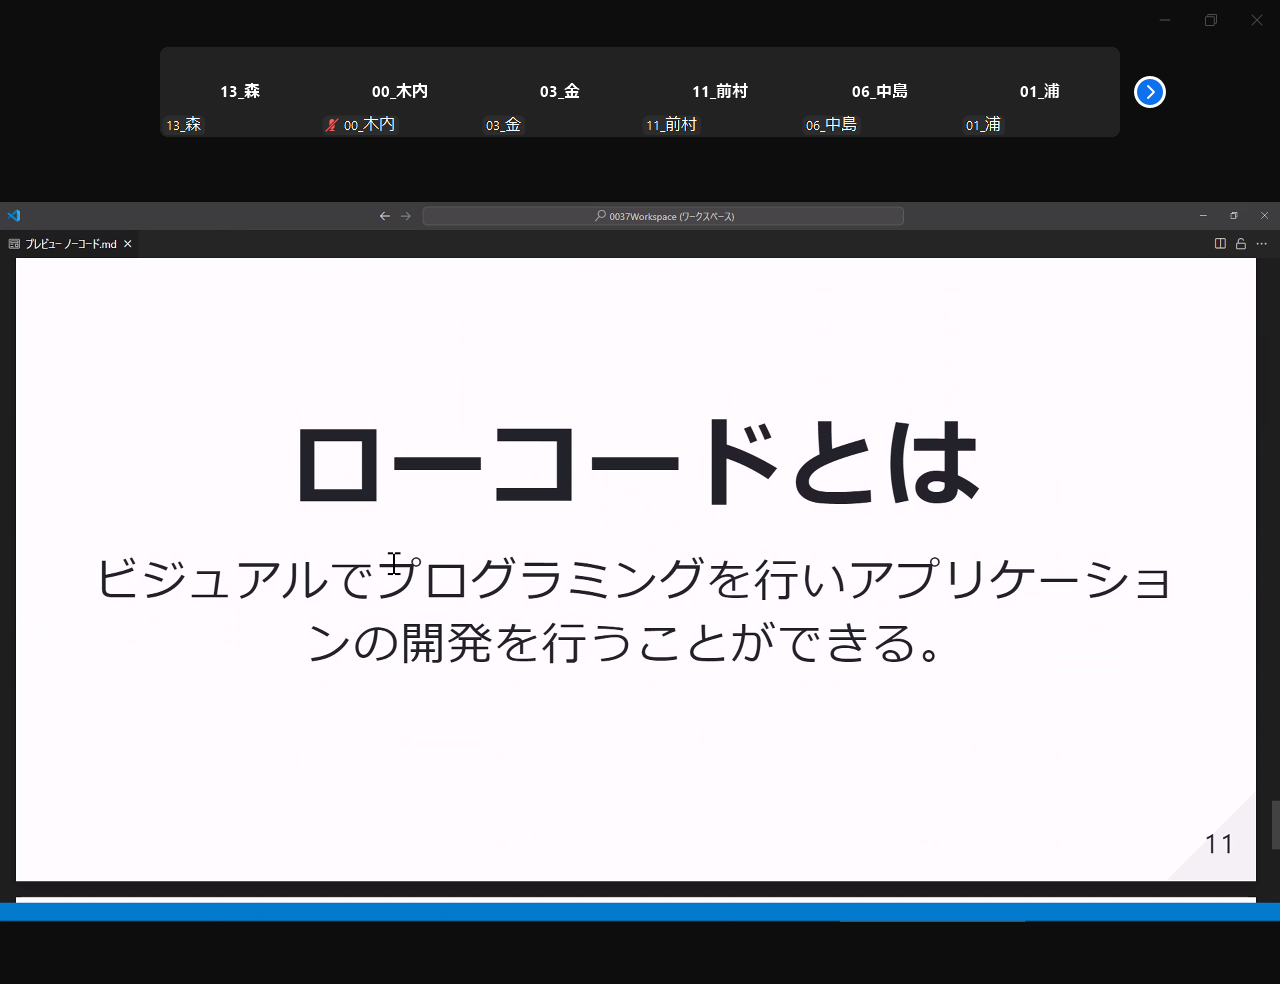 13_森
00_木内
03_金
11_前村
06_中島
01_浦
13_森
00_木内
03_金
11_前村
06_中島
01_浦
0037Workspace (ワークスペース)
プレビュー ノーコード.md
ローコードとは
ビジュアルでプログラミングを行いアプリケーショ
ンの開発を行うことができる。
11